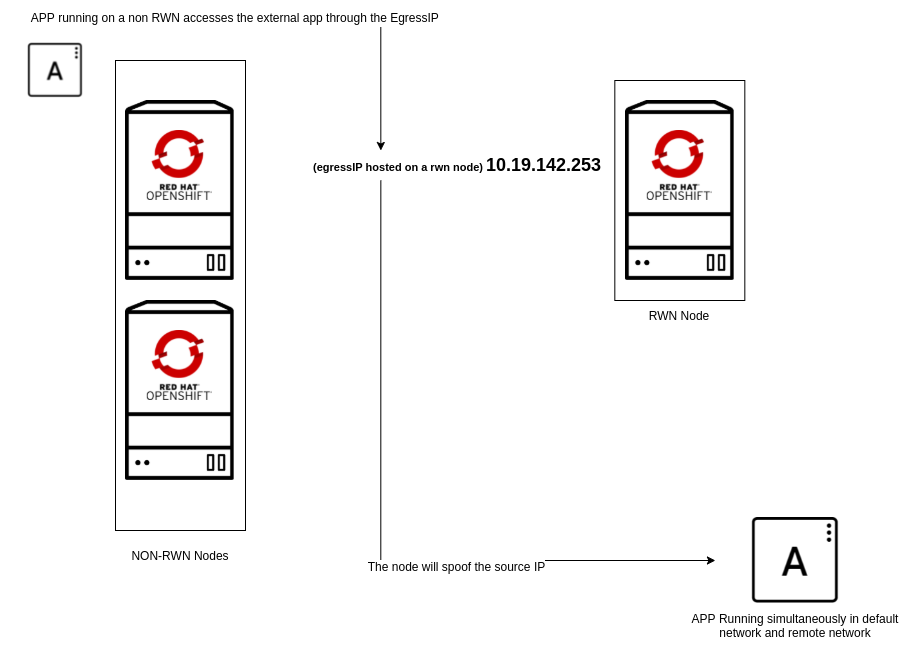 APP running on a non RWN accesses the external app through the EgressIP
A
RED HAT
OPENSHIFT
RED HAT
OPENSHIFT
(egressIP hosted on a rwn node) 10.19.142.253
RWN Node
RED HAT
OPENSHIFT
NON-RWN Nodes
The node will spoof the source IP
A
APP Running simultaneously in default
network and remote network